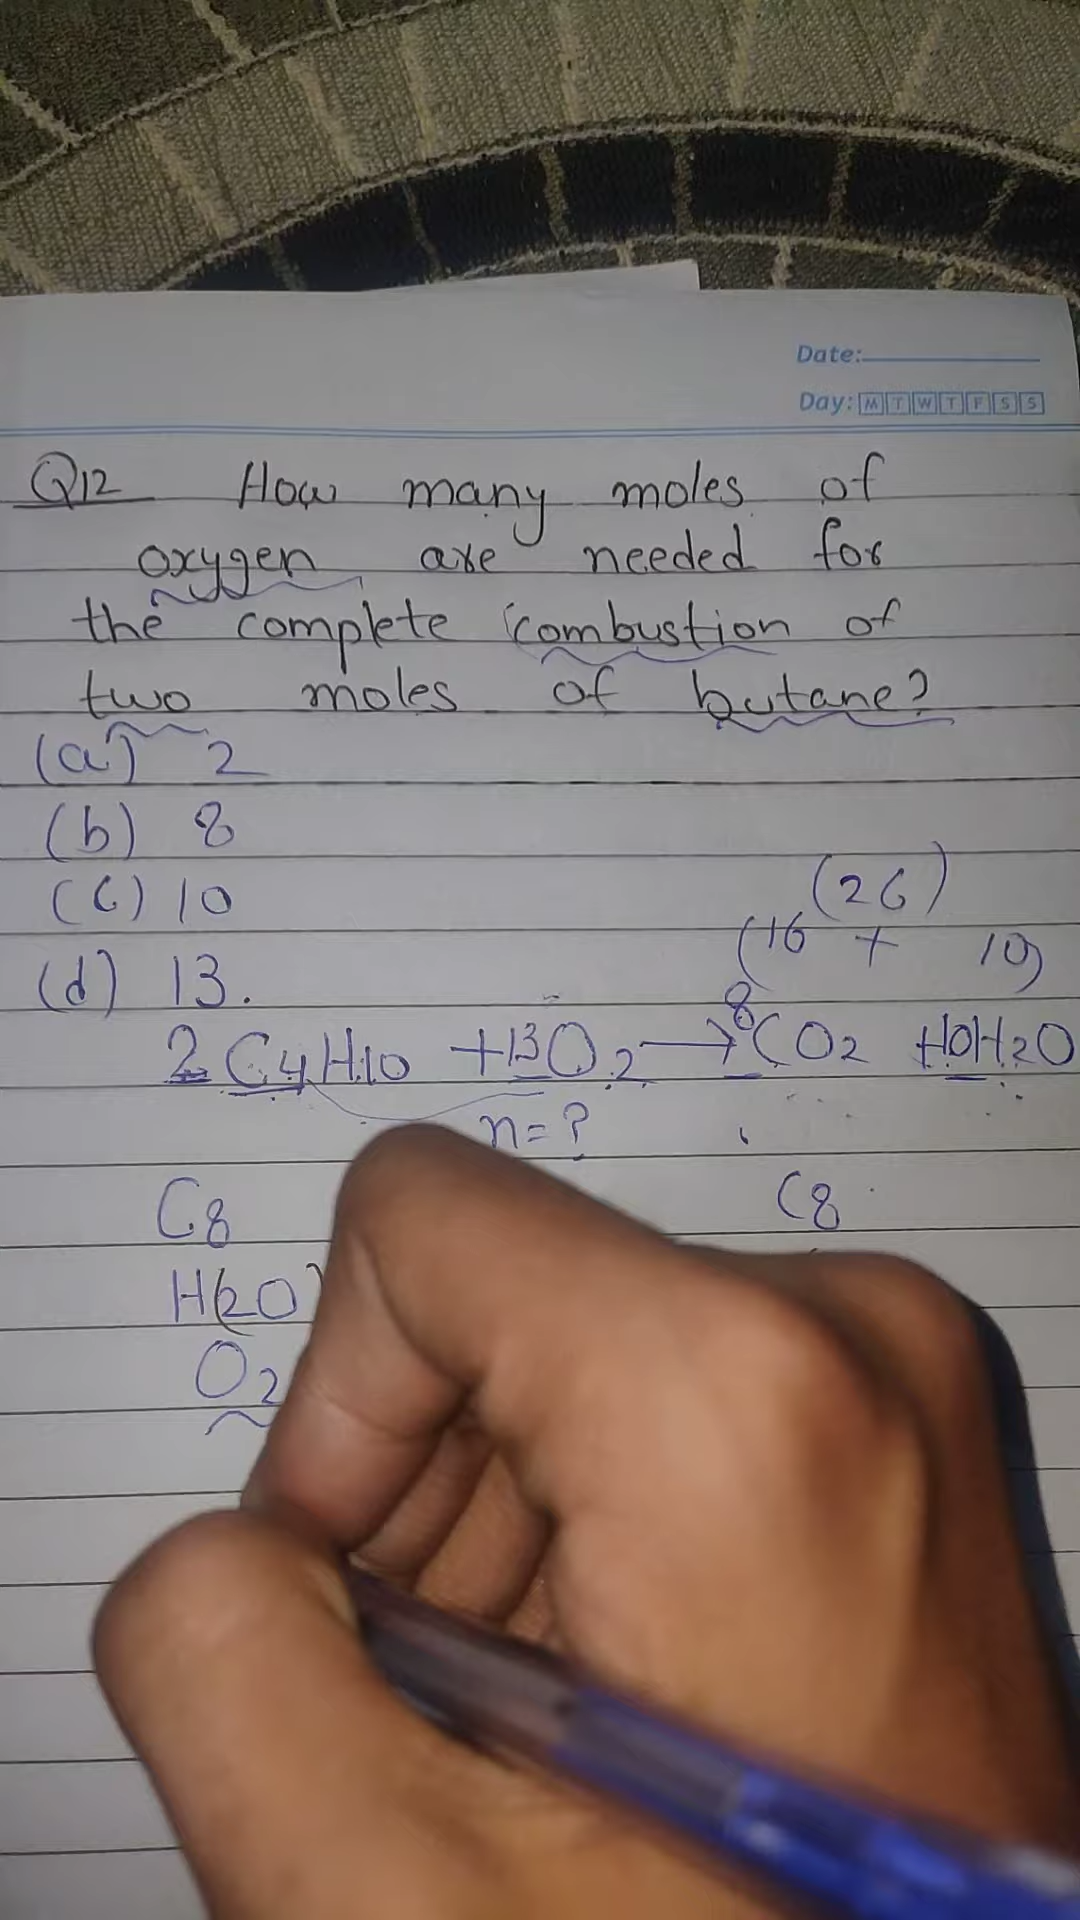 Date:
Day: M T W T F S S
Q12 How many moles of
oxygen are needed for
the complete combustion of
two moles of butane?
(a) 2
(b) 8
(c) 10
(d) 13.
(26)
(16 + 10)
2 C4H10 + 13O2 → 8CO2 + 10H2O
n = ?
C8 C8
H(20)
O2